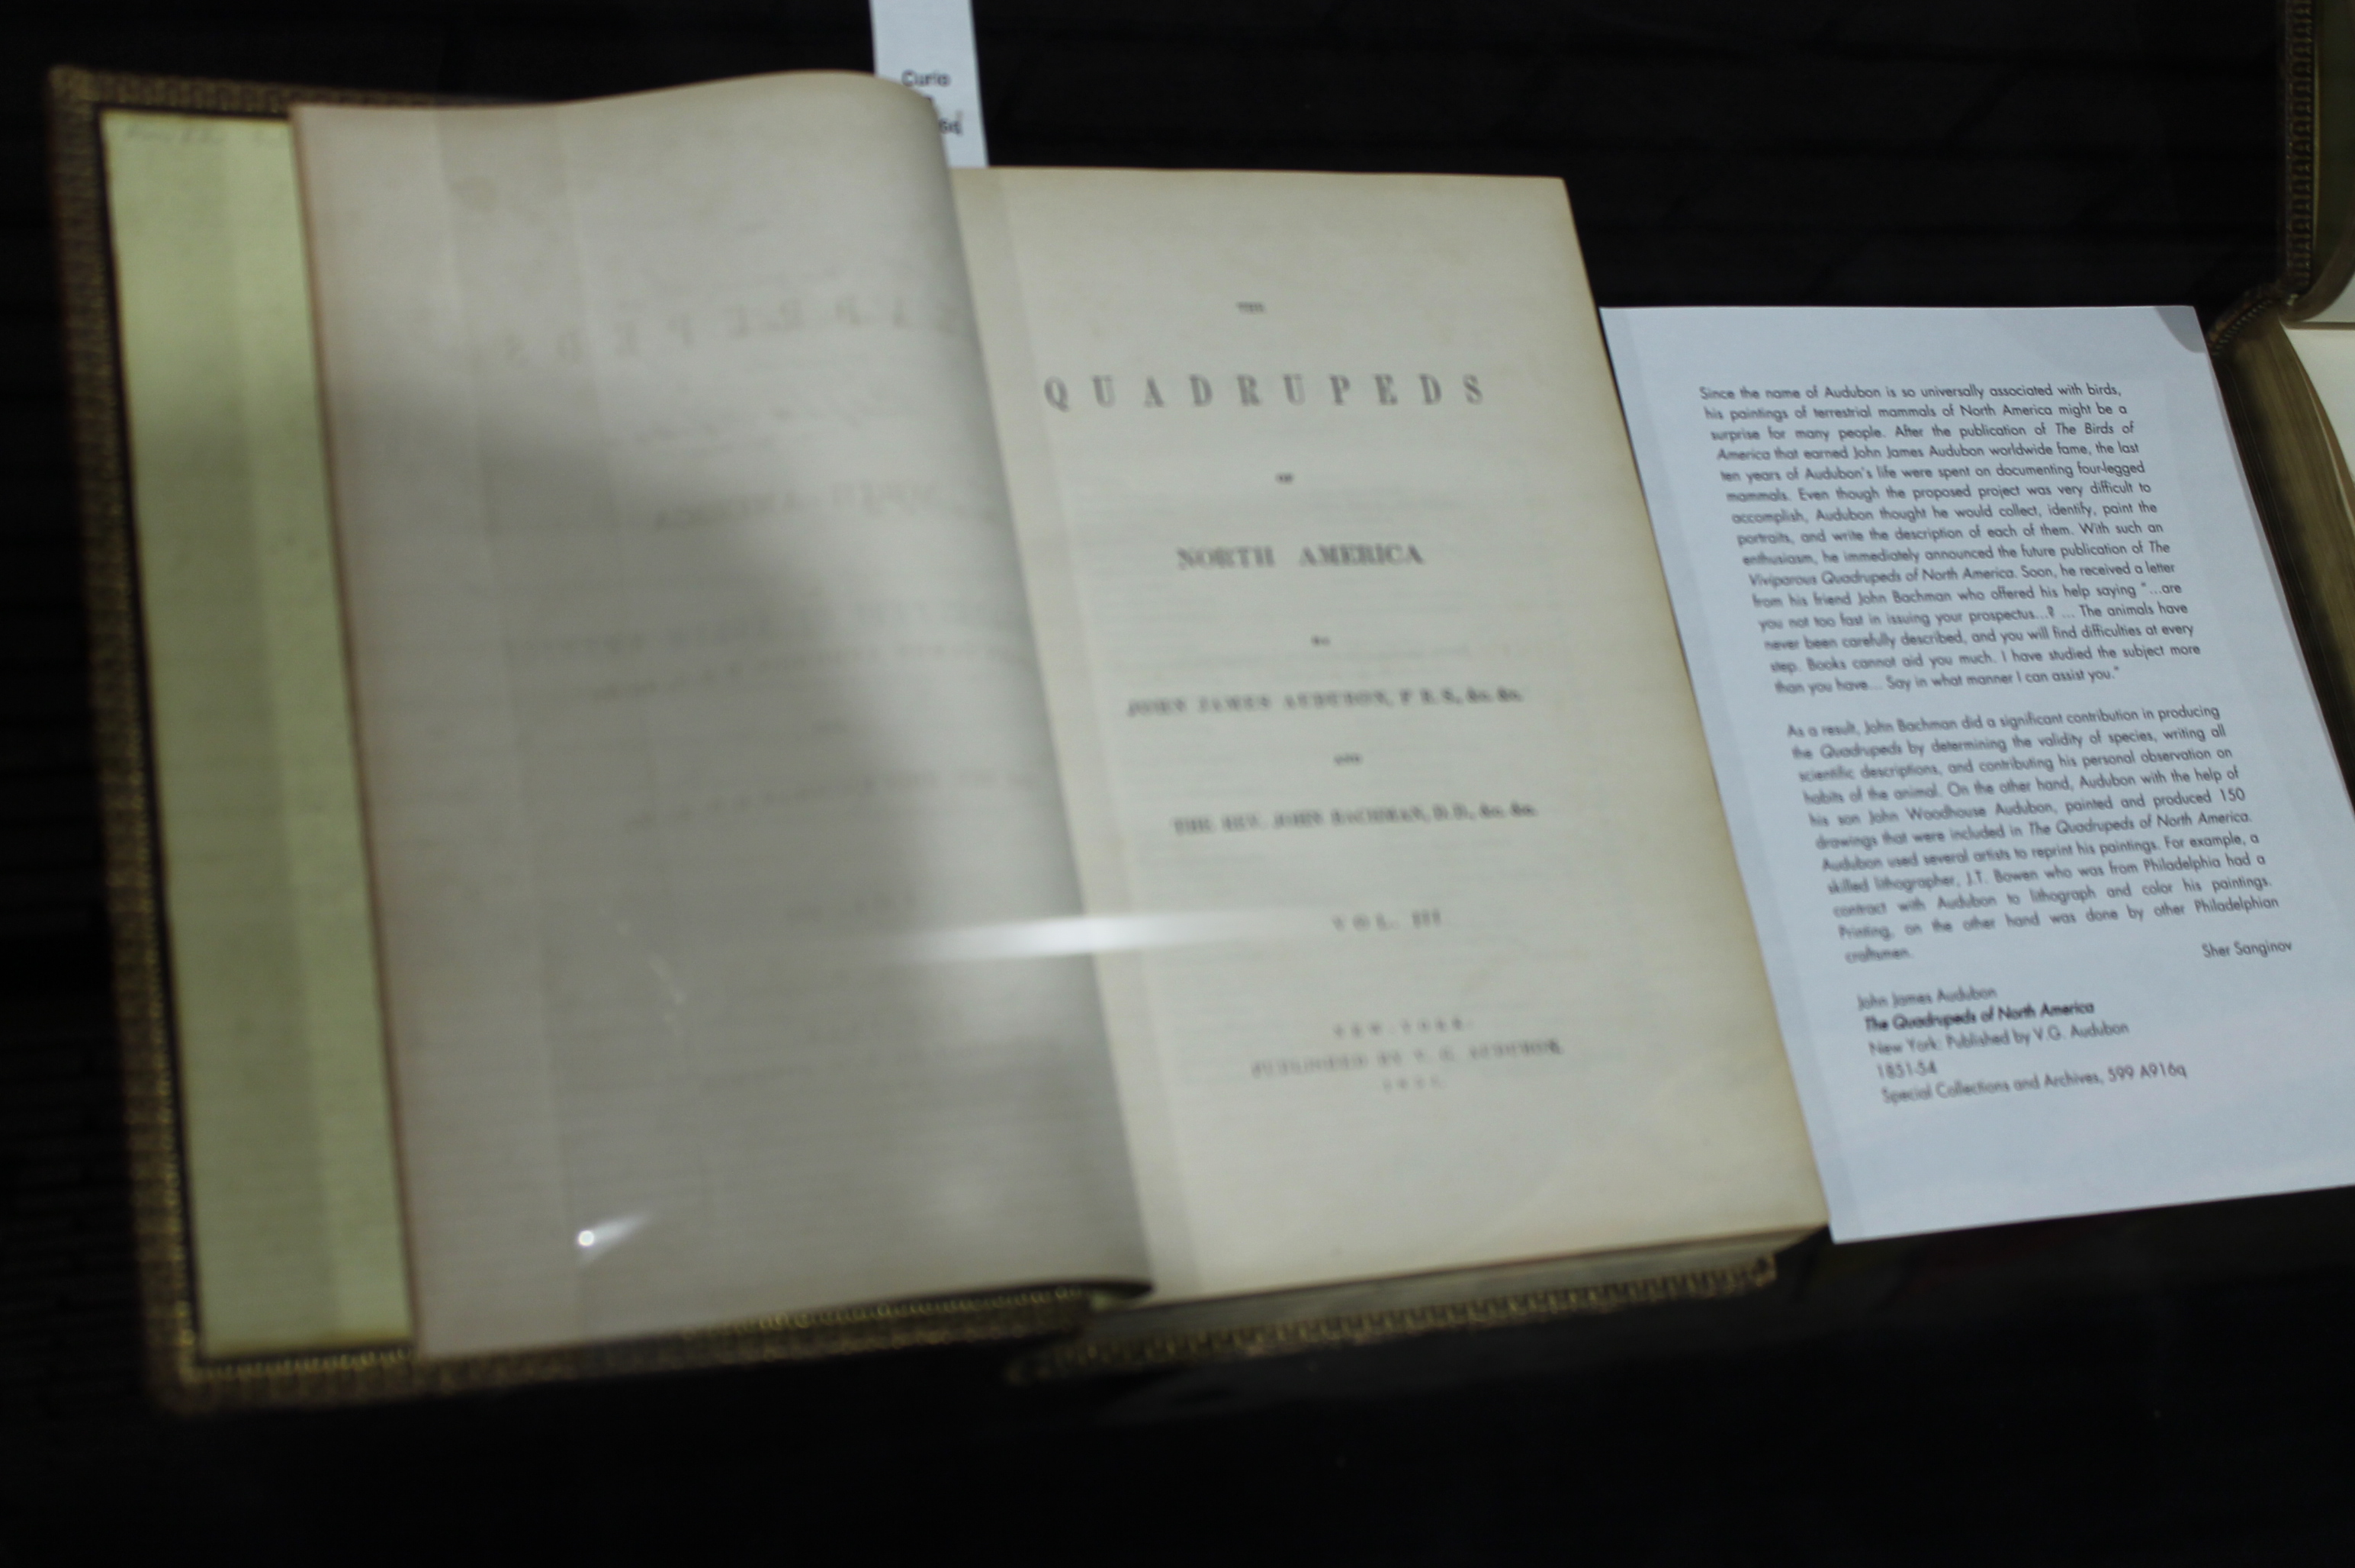 Curio
THE
QUADRUPEDS
OF
NORTH AMERICA
BY
JOHN JAMES AUDUBON, F.R.S., &c. &c.
AND
THE REV. JOHN BACHMAN, D.D., &c. &c.
VOL. III
NEW-YORK:
PUBLISHED BY V. G. AUDUBON.
Since the name of Audubon is so universally associated with birds,
his paintings of terrestrial mammals of North America might be a
surprise for many people. After the publication of The Birds of
America that earned John James Audubon worldwide fame, the last
ten years of Audubon's life were spent on documenting four-legged
mammals. Even though the proposed project was very difficult to
accomplish, Audubon thought he would collect, identify, paint the
portraits, and write the description of each of them. With such an
enthusiasm, he immediately announced the future publication of The
Viviparous Quadrupeds of North America. Soon, he received a letter
from his friend John Bachman who offered his help saying "...are
you not too fast in issuing your prospectus...? ... The animals have
never been carefully described, and you will find difficulties at every
step. Books cannot aid you much. I have studied the subject more
than you have... Say in what manner I can assist you."
As a result, John Bachman did a significant contribution in producing
the Quadrupeds by determining the validity of species, writing all
scientific descriptions, and contributing his personal observation on
habits of the animal. On the other hand, Audubon with the help of
his son John Woodhouse Audubon, painted and produced 150
drawings that were included in The Quadrupeds of North America.
Audubon used several artists to reprint his paintings. For example, a
skilled lithographer, J.T. Bowen who was from Philadelphia had a
contract with Audubon to lithograph and color his paintings.
Printing, on the other hand was done by other Philadelphian
craftsmen.
Sher Sanginov
John James Audubon
The Quadrupeds of North America
New York: Published by V.G. Audubon
1851-54
Special Collections and Archives, 599 A916q